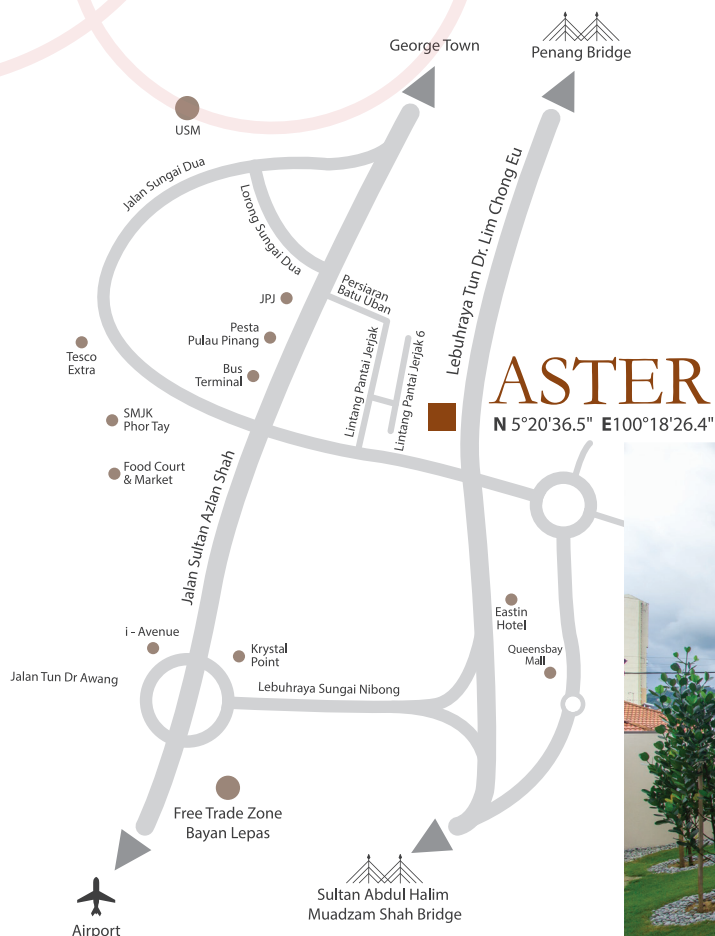 George Town
Penang Bridge
USM
Jalan Sungai Dua
Lorong Sungai Dua
Lebuhraya Tun Dr. Lim Chong Eu
JPJ
Persiaran
Batu Uban
Pesta
Pulau Pinang
Tesco
Extra
Bus
Terminal
Lintang Pantai Jerjak
Lintang Pantai Jerjak 6
ASTER
N 5°20'36.5" E100°18'26.4"
SMJK
Phor Tay
Food Court
& Market
Jalan Sultan Azlan Shah
Eastin
Hotel
i - Avenue
Krystal
Point
Queensbay
Mall
Jalan Tun Dr Awang
Lebuhraya Sungai Nibong
Free Trade Zone
Bayan Lepas
Sultan Abdul Halim
Muadzam Shah Bridge
Airport